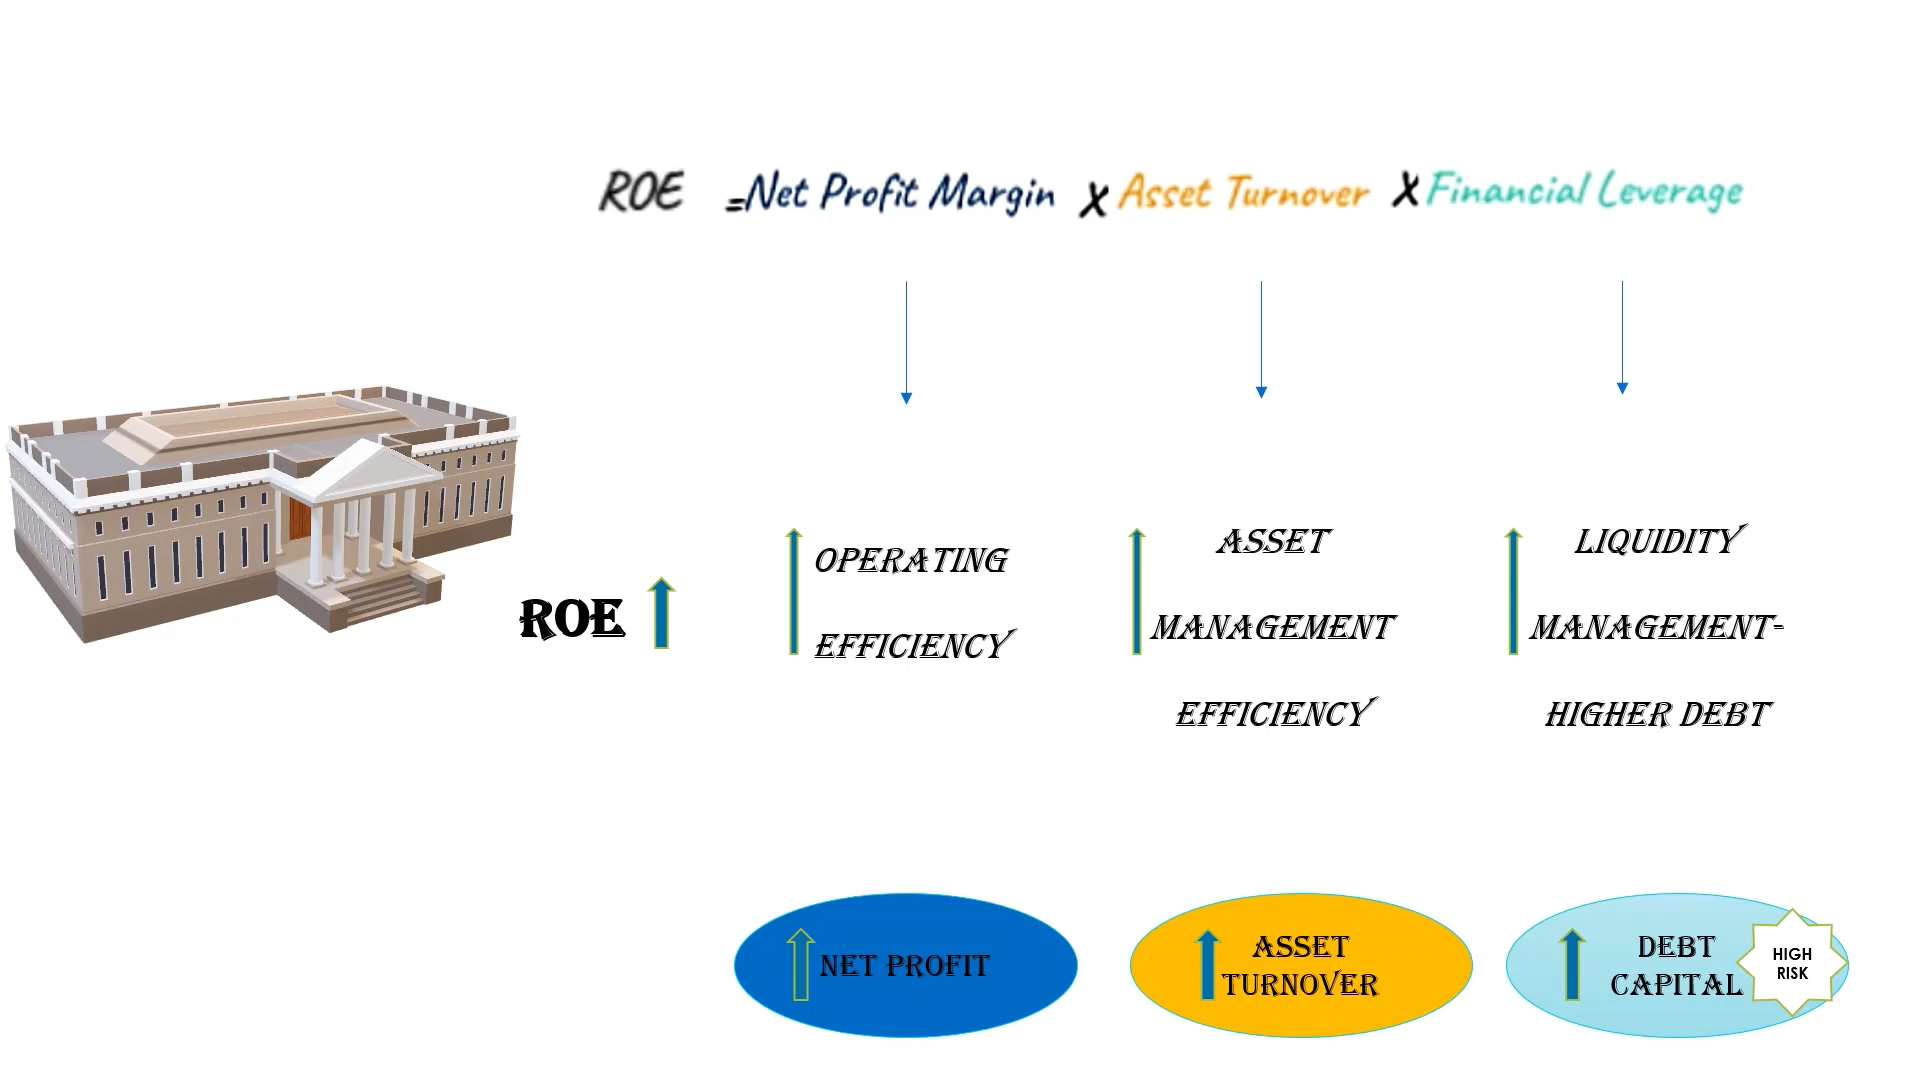 ROE =Net Profit Margin X Asset Turnover X Financial Leverage
ROE
OPERATING
EFFICIENCY
ASSET
MANAGEMENT
EFFICIENCY
LIQUIDITY
MANAGEMENT-
HIGHER DEBT
NET PROFIT
ASSET
TURNOVER
DEBT
CAPITAL
HIGH
RISK